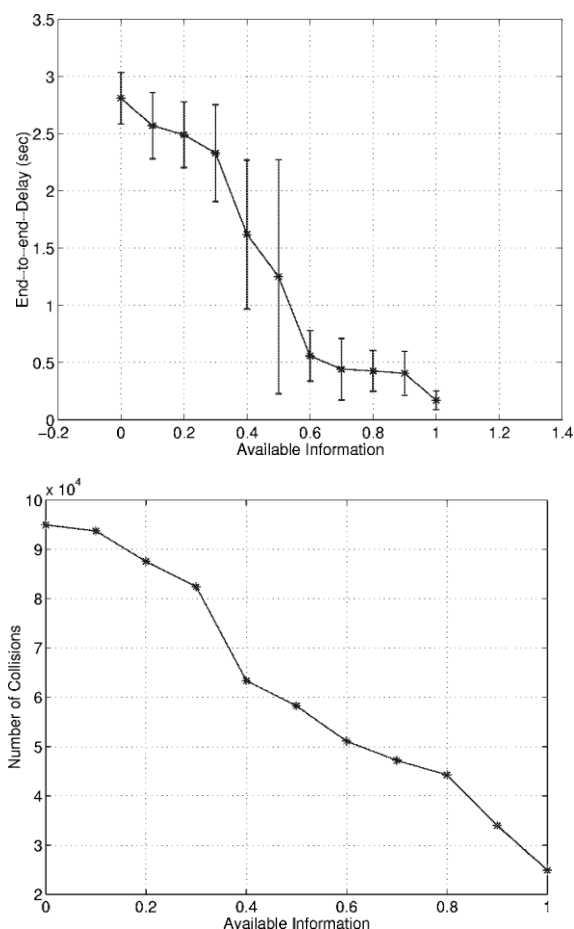 3.5
3
2.5
2
1.5
1
0.5
0
End--to--end--Delay (sec)
−0.2 0 0.2 0.4 0.6 0.8 1 1.2 1.4
Available Information
x 10⁴
10
9
8
7
6
5
4
3
2
Number of Collisions
0 0.2 0.4 0.6 0.8 1
Available Information